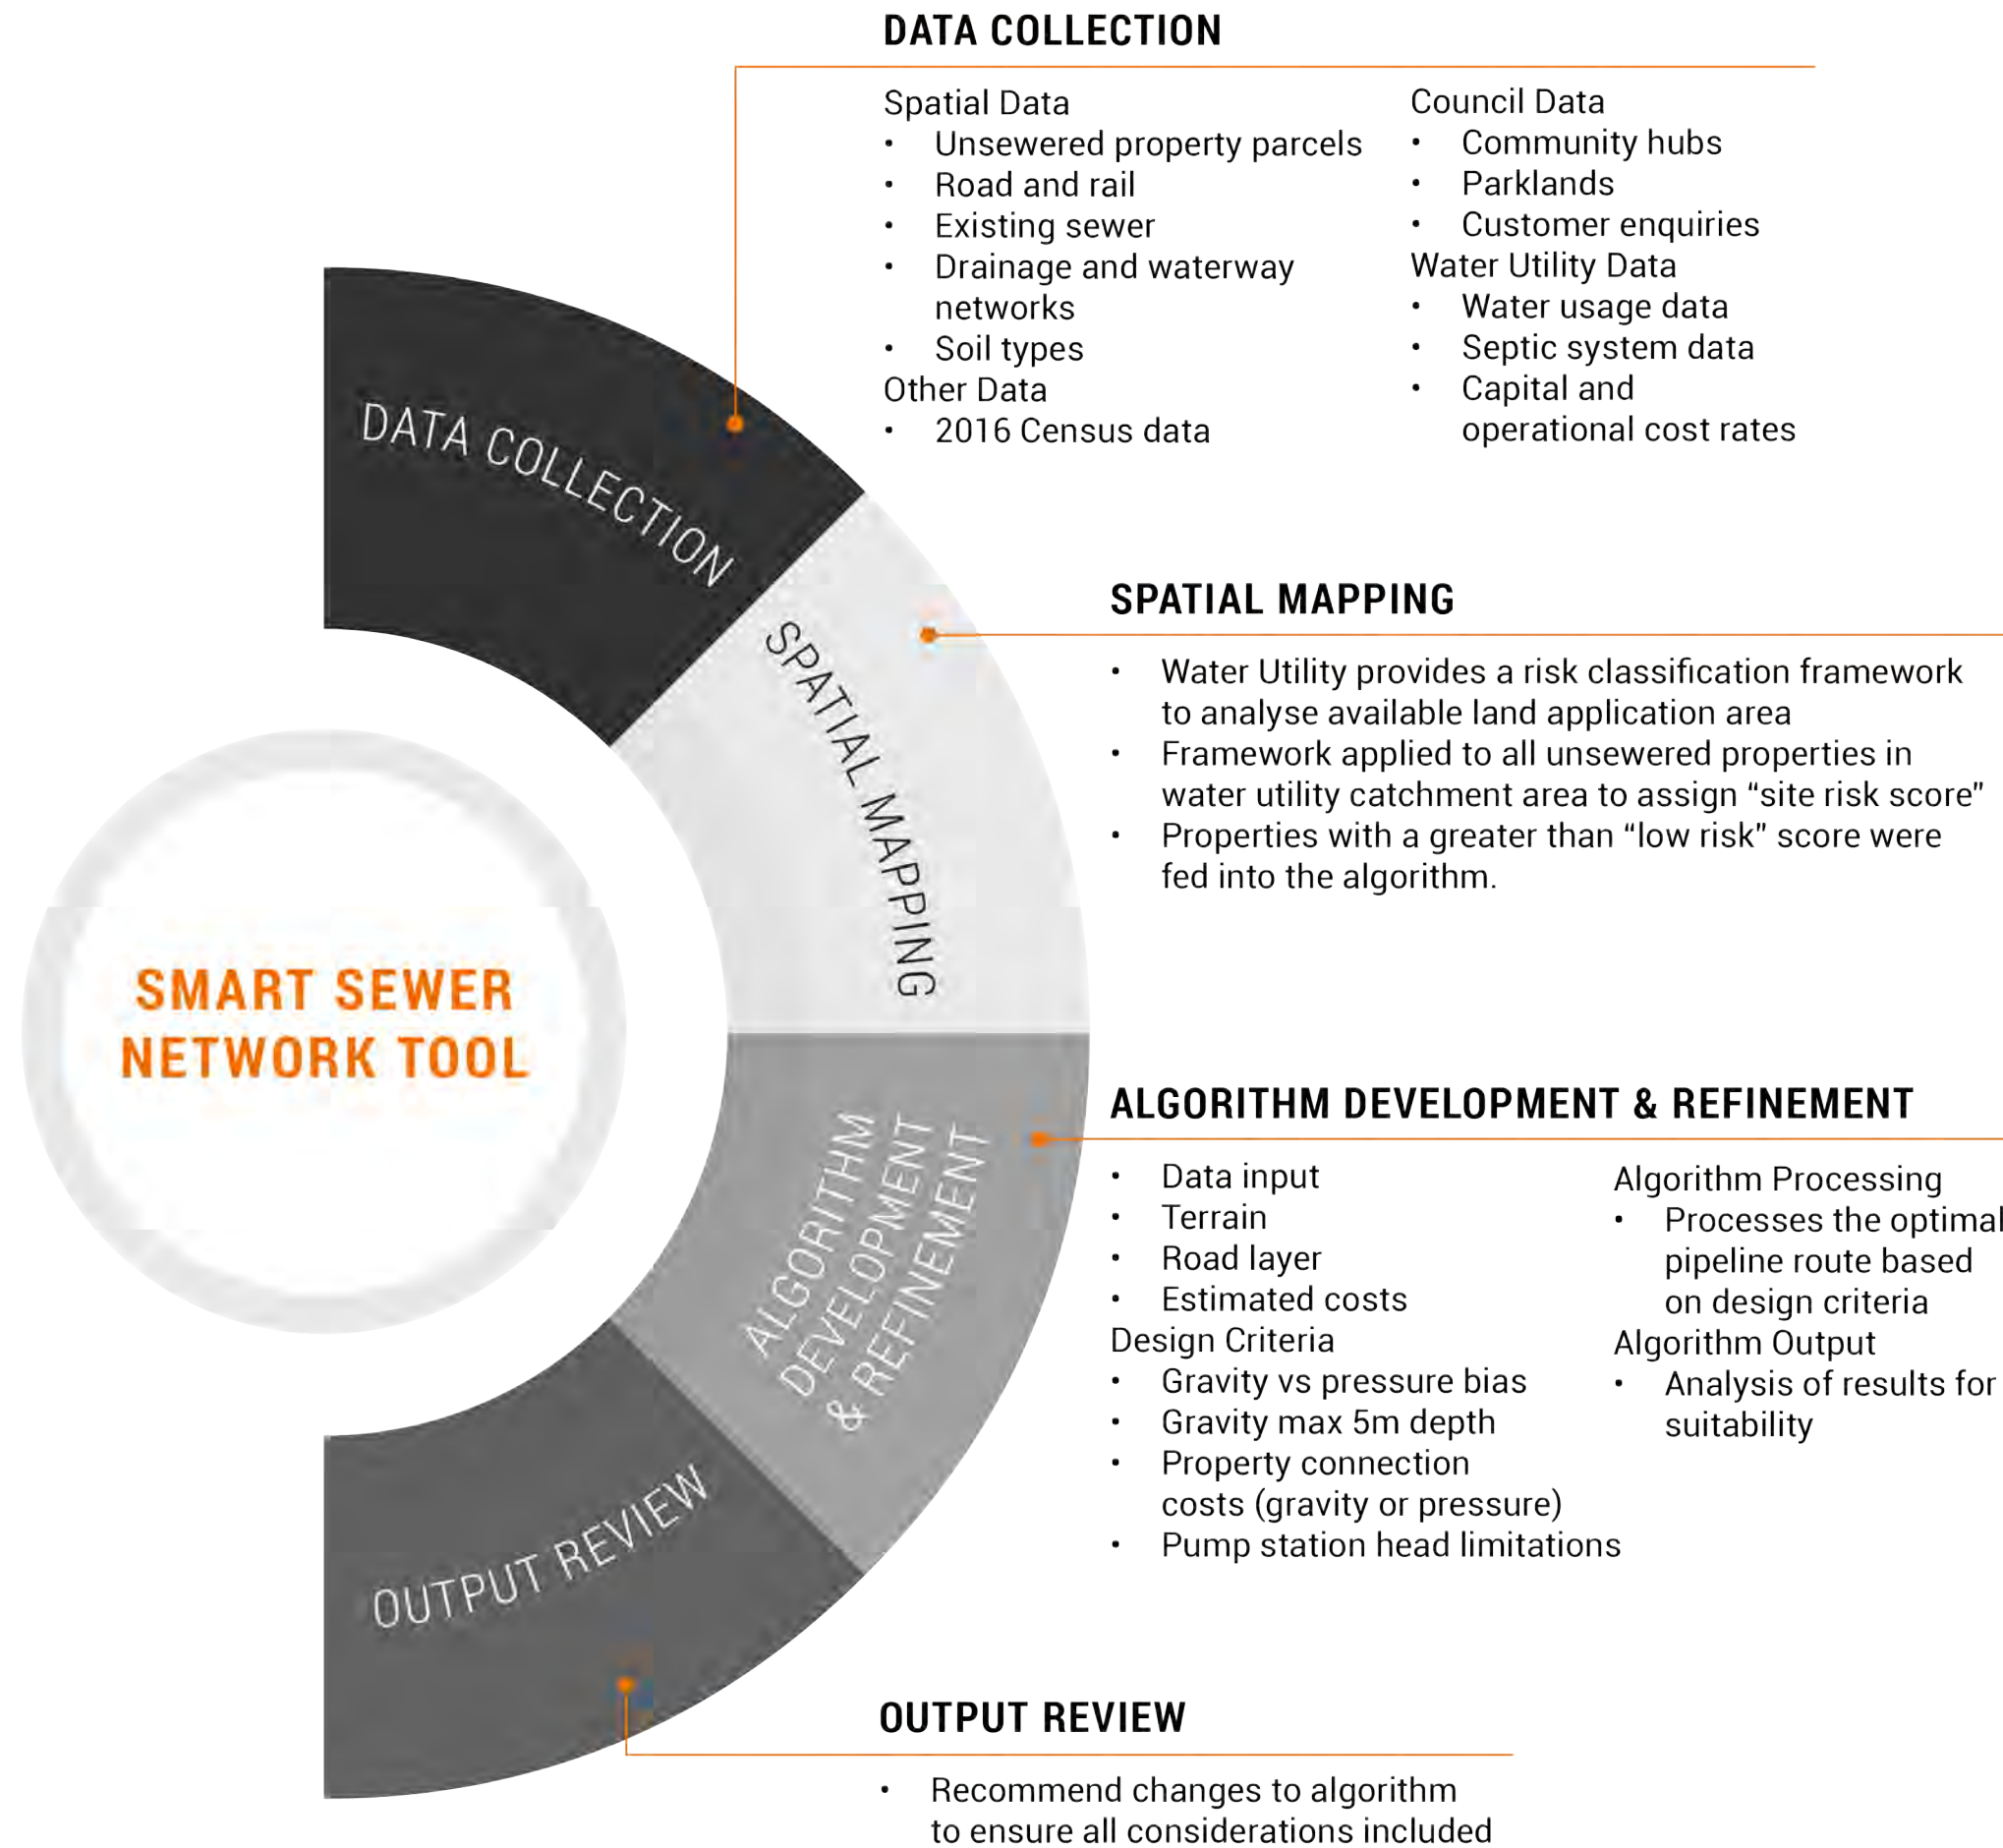 DATA COLLECTION
Spatial Data
• Unsewered property parcels
• Road and rail
• Existing sewer
• Drainage and waterway
networks
• Soil types
Other Data
• 2016 Census data
Council Data
• Community hubs
• Parklands
• Customer enquiries
Water Utility Data
• Water usage data
• Septic system data
• Capital and
operational cost rates
DATA COLLECTION
SPATIAL MAPPING
• Water Utility provides a risk classification framework
to analyse available land application area
• Framework applied to all unsewered properties in
water utility catchment area to assign “site risk score”
• Properties with a greater than “low risk” score were
fed into the algorithm.
SPATIAL MAPPING
SMART SEWER
NETWORK TOOL
ALGORITHM DEVELOPMENT & REFINEMENT
• Data input
• Terrain
• Road layer
• Estimated costs
Design Criteria
• Gravity vs pressure bias
• Gravity max 5m depth
• Property connection
costs (gravity or pressure)
• Pump station head limitations
Algorithm Processing
• Processes the optimal
pipeline route based
on design criteria
Algorithm Output
• Analysis of results for
suitability
ALGORITHM
DEVELOPMENT
& REFINEMENT
OUTPUT REVIEW
OUTPUT REVIEW
• Recommend changes to algorithm
to ensure all considerations included